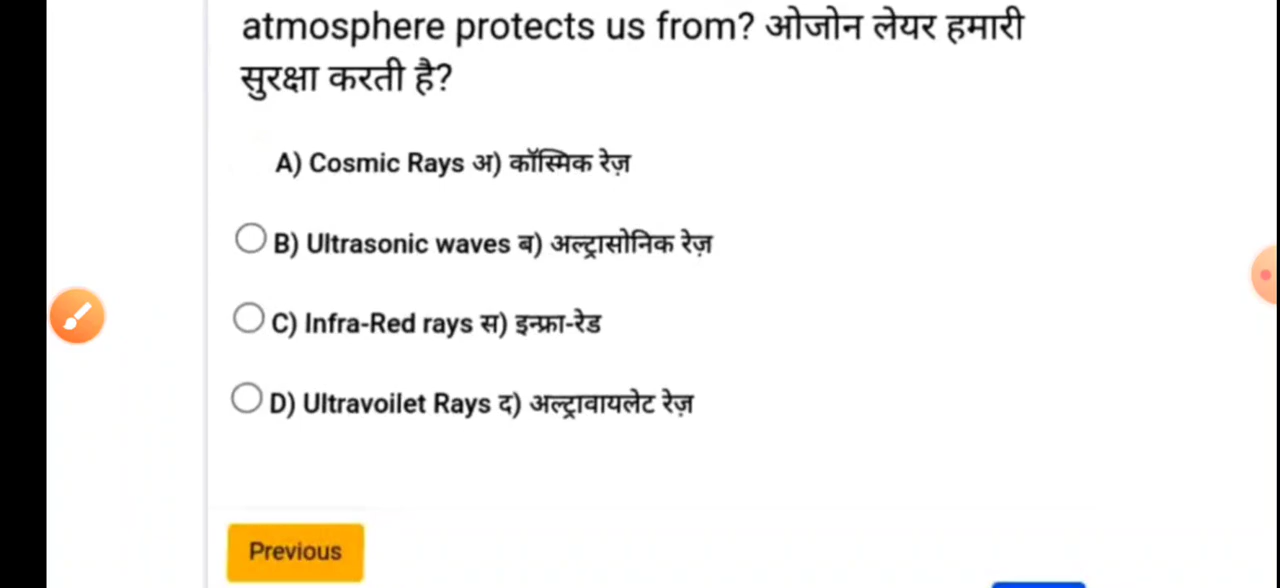 atmosphere protects us from? ओजोन लेयर हमारी
सुरक्षा करती है?
A) Cosmic Rays अ) कॉस्मिक रेज़
B) Ultrasonic waves ब) अल्ट्रासोनिक रेज़
C) Infra-Red rays स) इन्फ्रा-रेड
D) Ultravoilet Rays द) अल्ट्रावायलेट रेज़
Previous